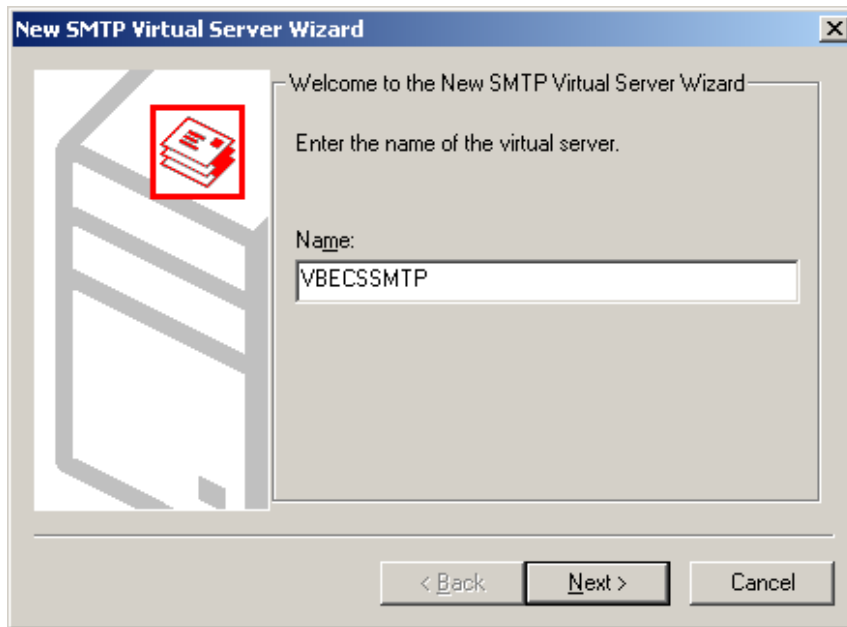 New SMTP Virtual Server Wizard
Welcome to the New SMTP Virtual Server Wizard
Enter the name of the virtual server.
Name:
VBECSSMTP
< Back Next > Cancel